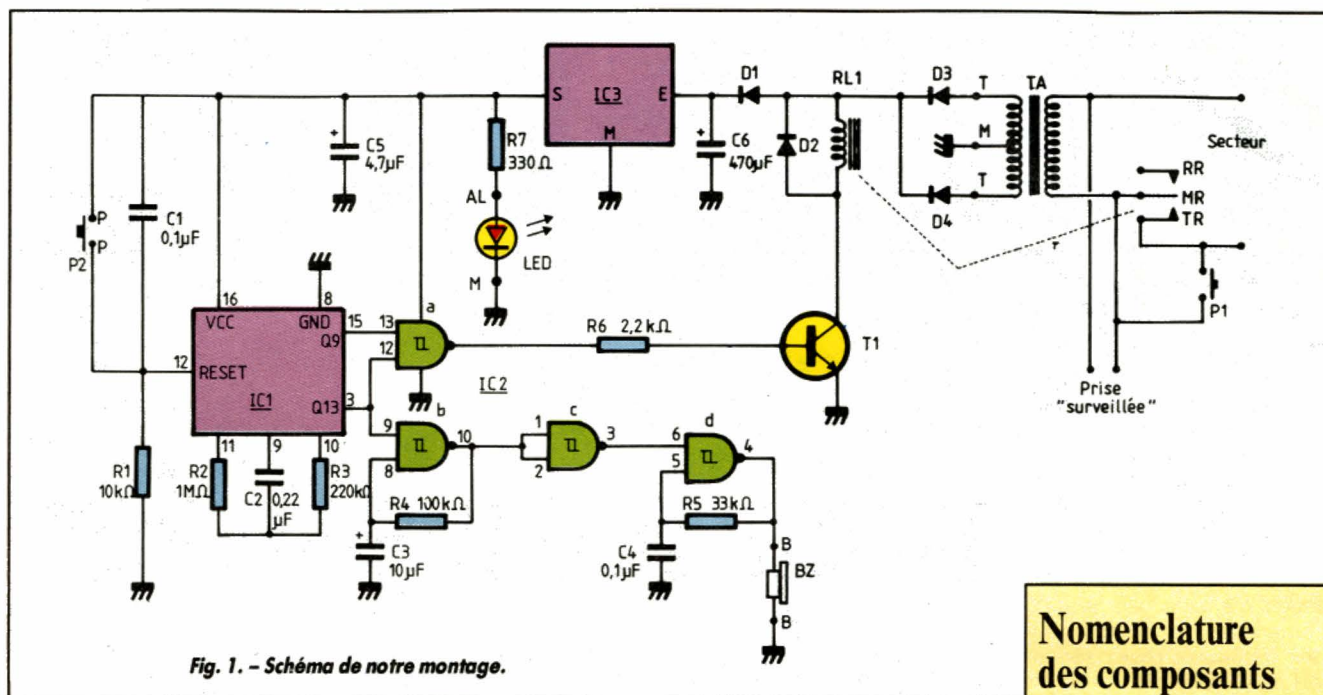 S
IC3
E
M
D1
RL1
D3
T
TA
M
T
D4
Secteur
RR
MR
TR
P1
Prise
"surveillée"
R7
330Ω
C5
4,7µF
C6
470µF
D2
AL
LED
M
C1
0,1µF
P
P
P2
16
8
VCC
GND
15
Q9
12
RESET
IC1
Q13
3
11
9
10
a
13
12
R6
2,2kΩ
T1
IC2
b
9
8
10
c
1
2
3
d
6
5
4
R1
10kΩ
R2
1MΩ
C2
0,22
µF
R3
220kΩ
R4
100kΩ
C3
10µF
R5
33kΩ
C4
0,1µF
B
BZ
B
Fig. 1. – Schéma de notre montage.
Nomenclature
des composants